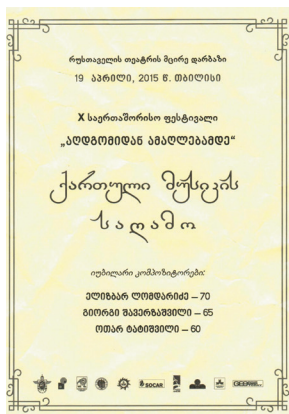 რუსთაველის თეატრის მცირე დარბაზი
19 აპრილი, 2015 წ. თბილისი
X საერთაშორისო ფესტივალი
„აღდგომიდან ამაღლებამდე“
ქართული მუსიკის
საღამო
იუბილარი კომპოზიტორები:
ელიზბარ ლომდარიძე – 70
გიორგი შავერზაშვილი – 65
ოთარ ტატიშვილი – 60
SOCAR